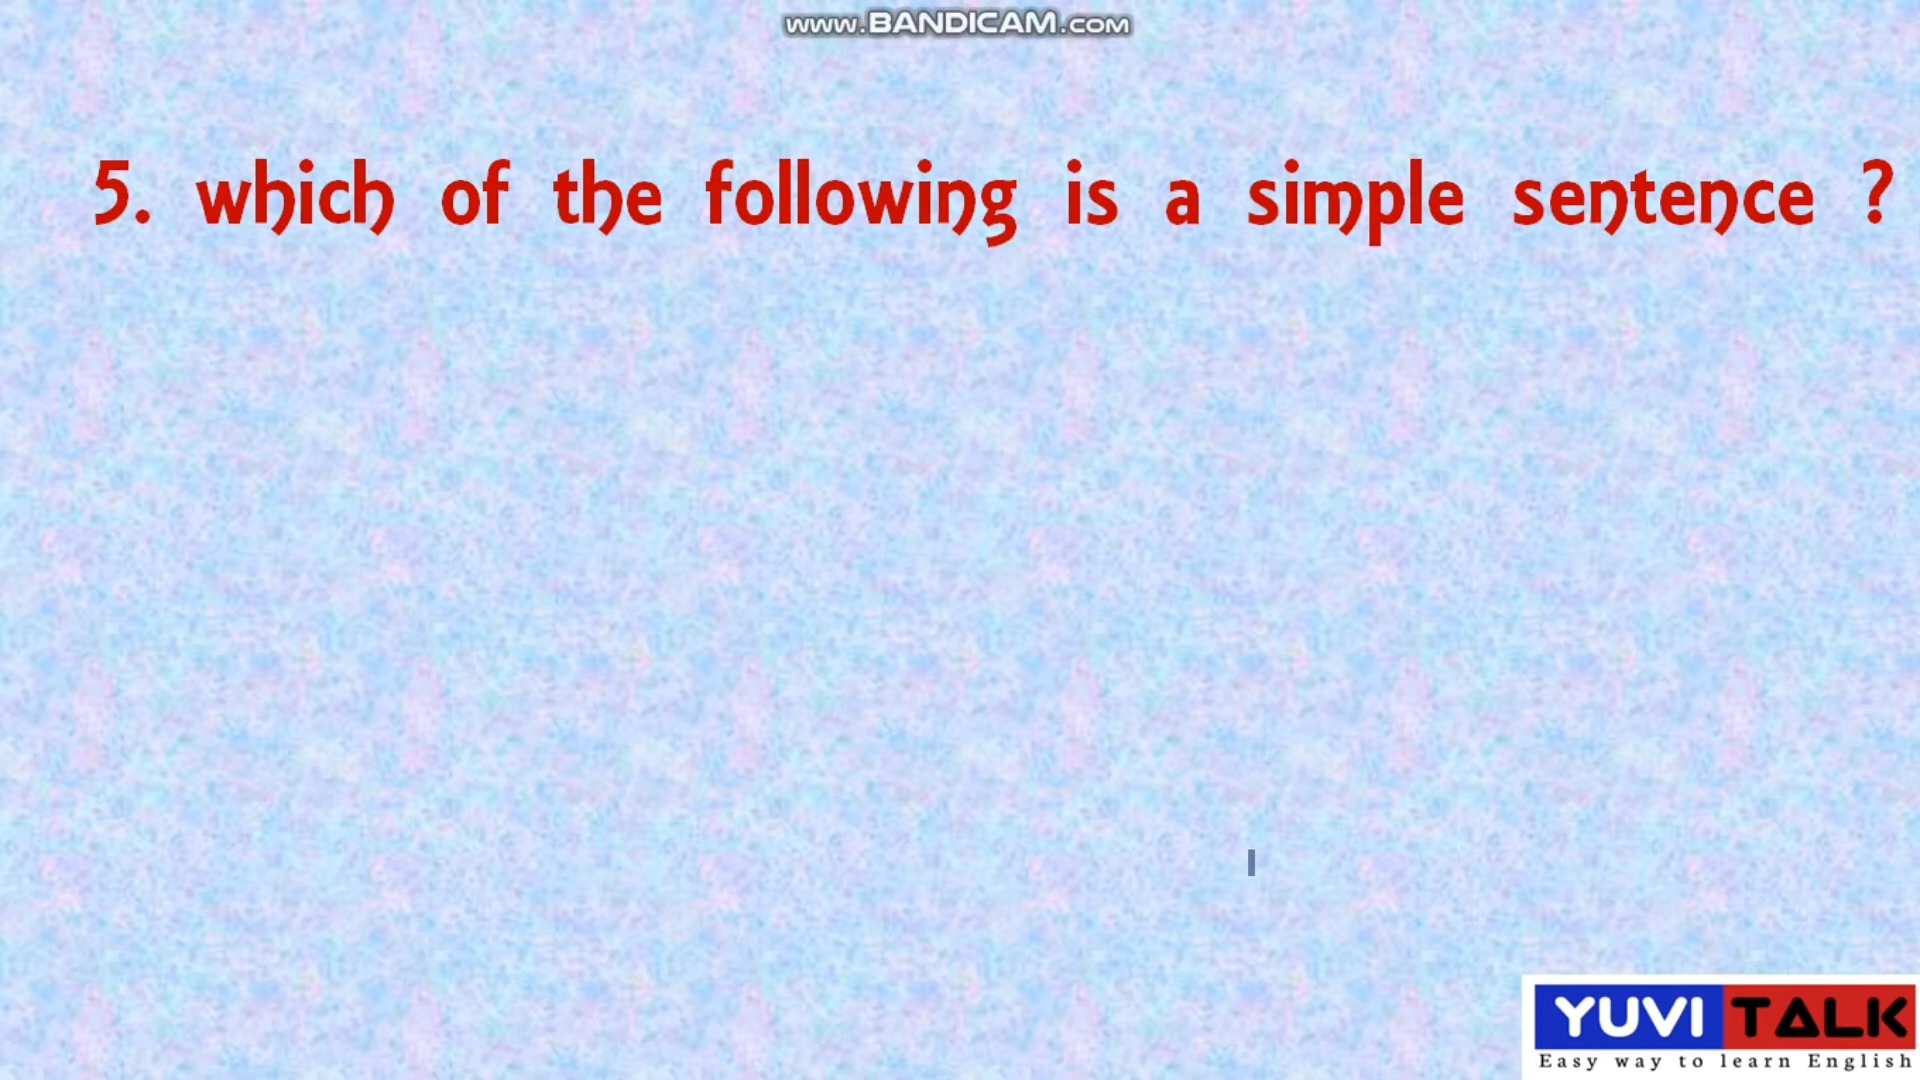 www.BANDICAM.com
5. which of the following is a simple sentence ?
YUVI TALK
Easy way to learn English